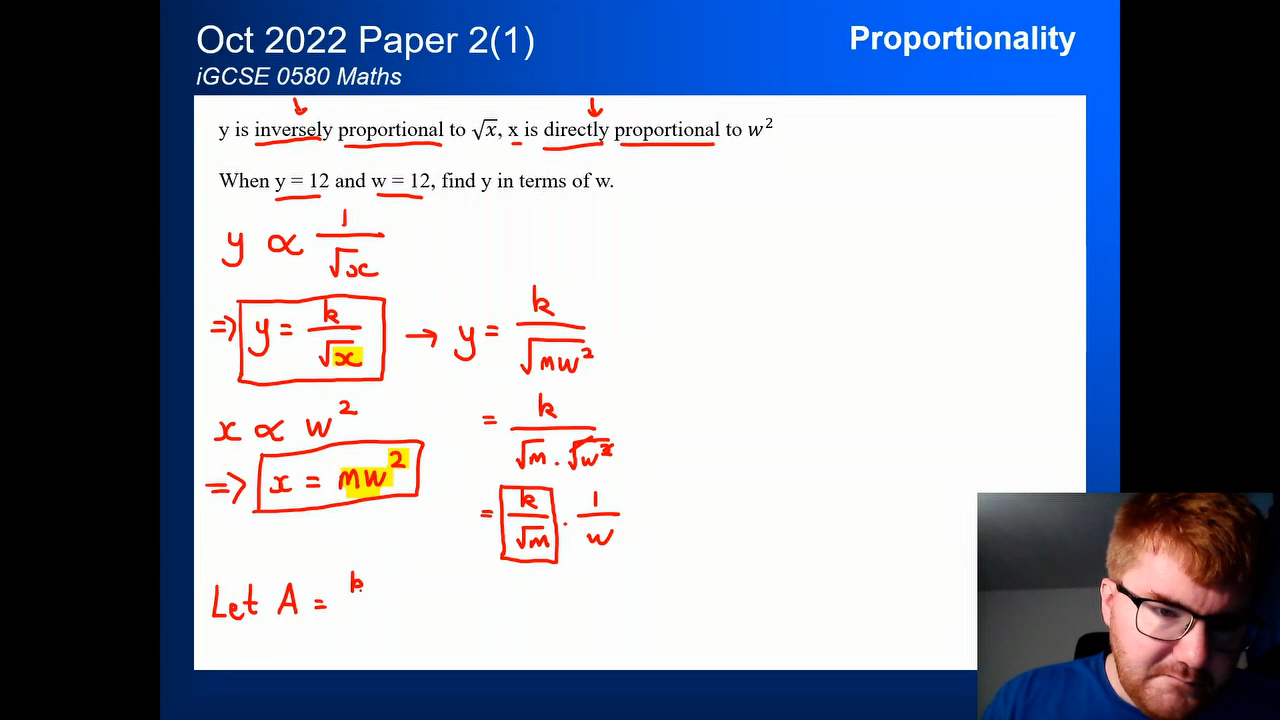 Oct 2022 Paper 2(1)
Proportionality
iGCSE 0580 Maths
y is inversely proportional to √x, x is directly proportional to w²
When y = 12 and w = 12, find y in terms of w.
y ∝ 1/√x
⇒ y = k/√x → y = k/√(mw²)
x ∝ w²
= k/(√m · √w²)
⇒ x = mw²
= k/√m · 1/w
Let A = k